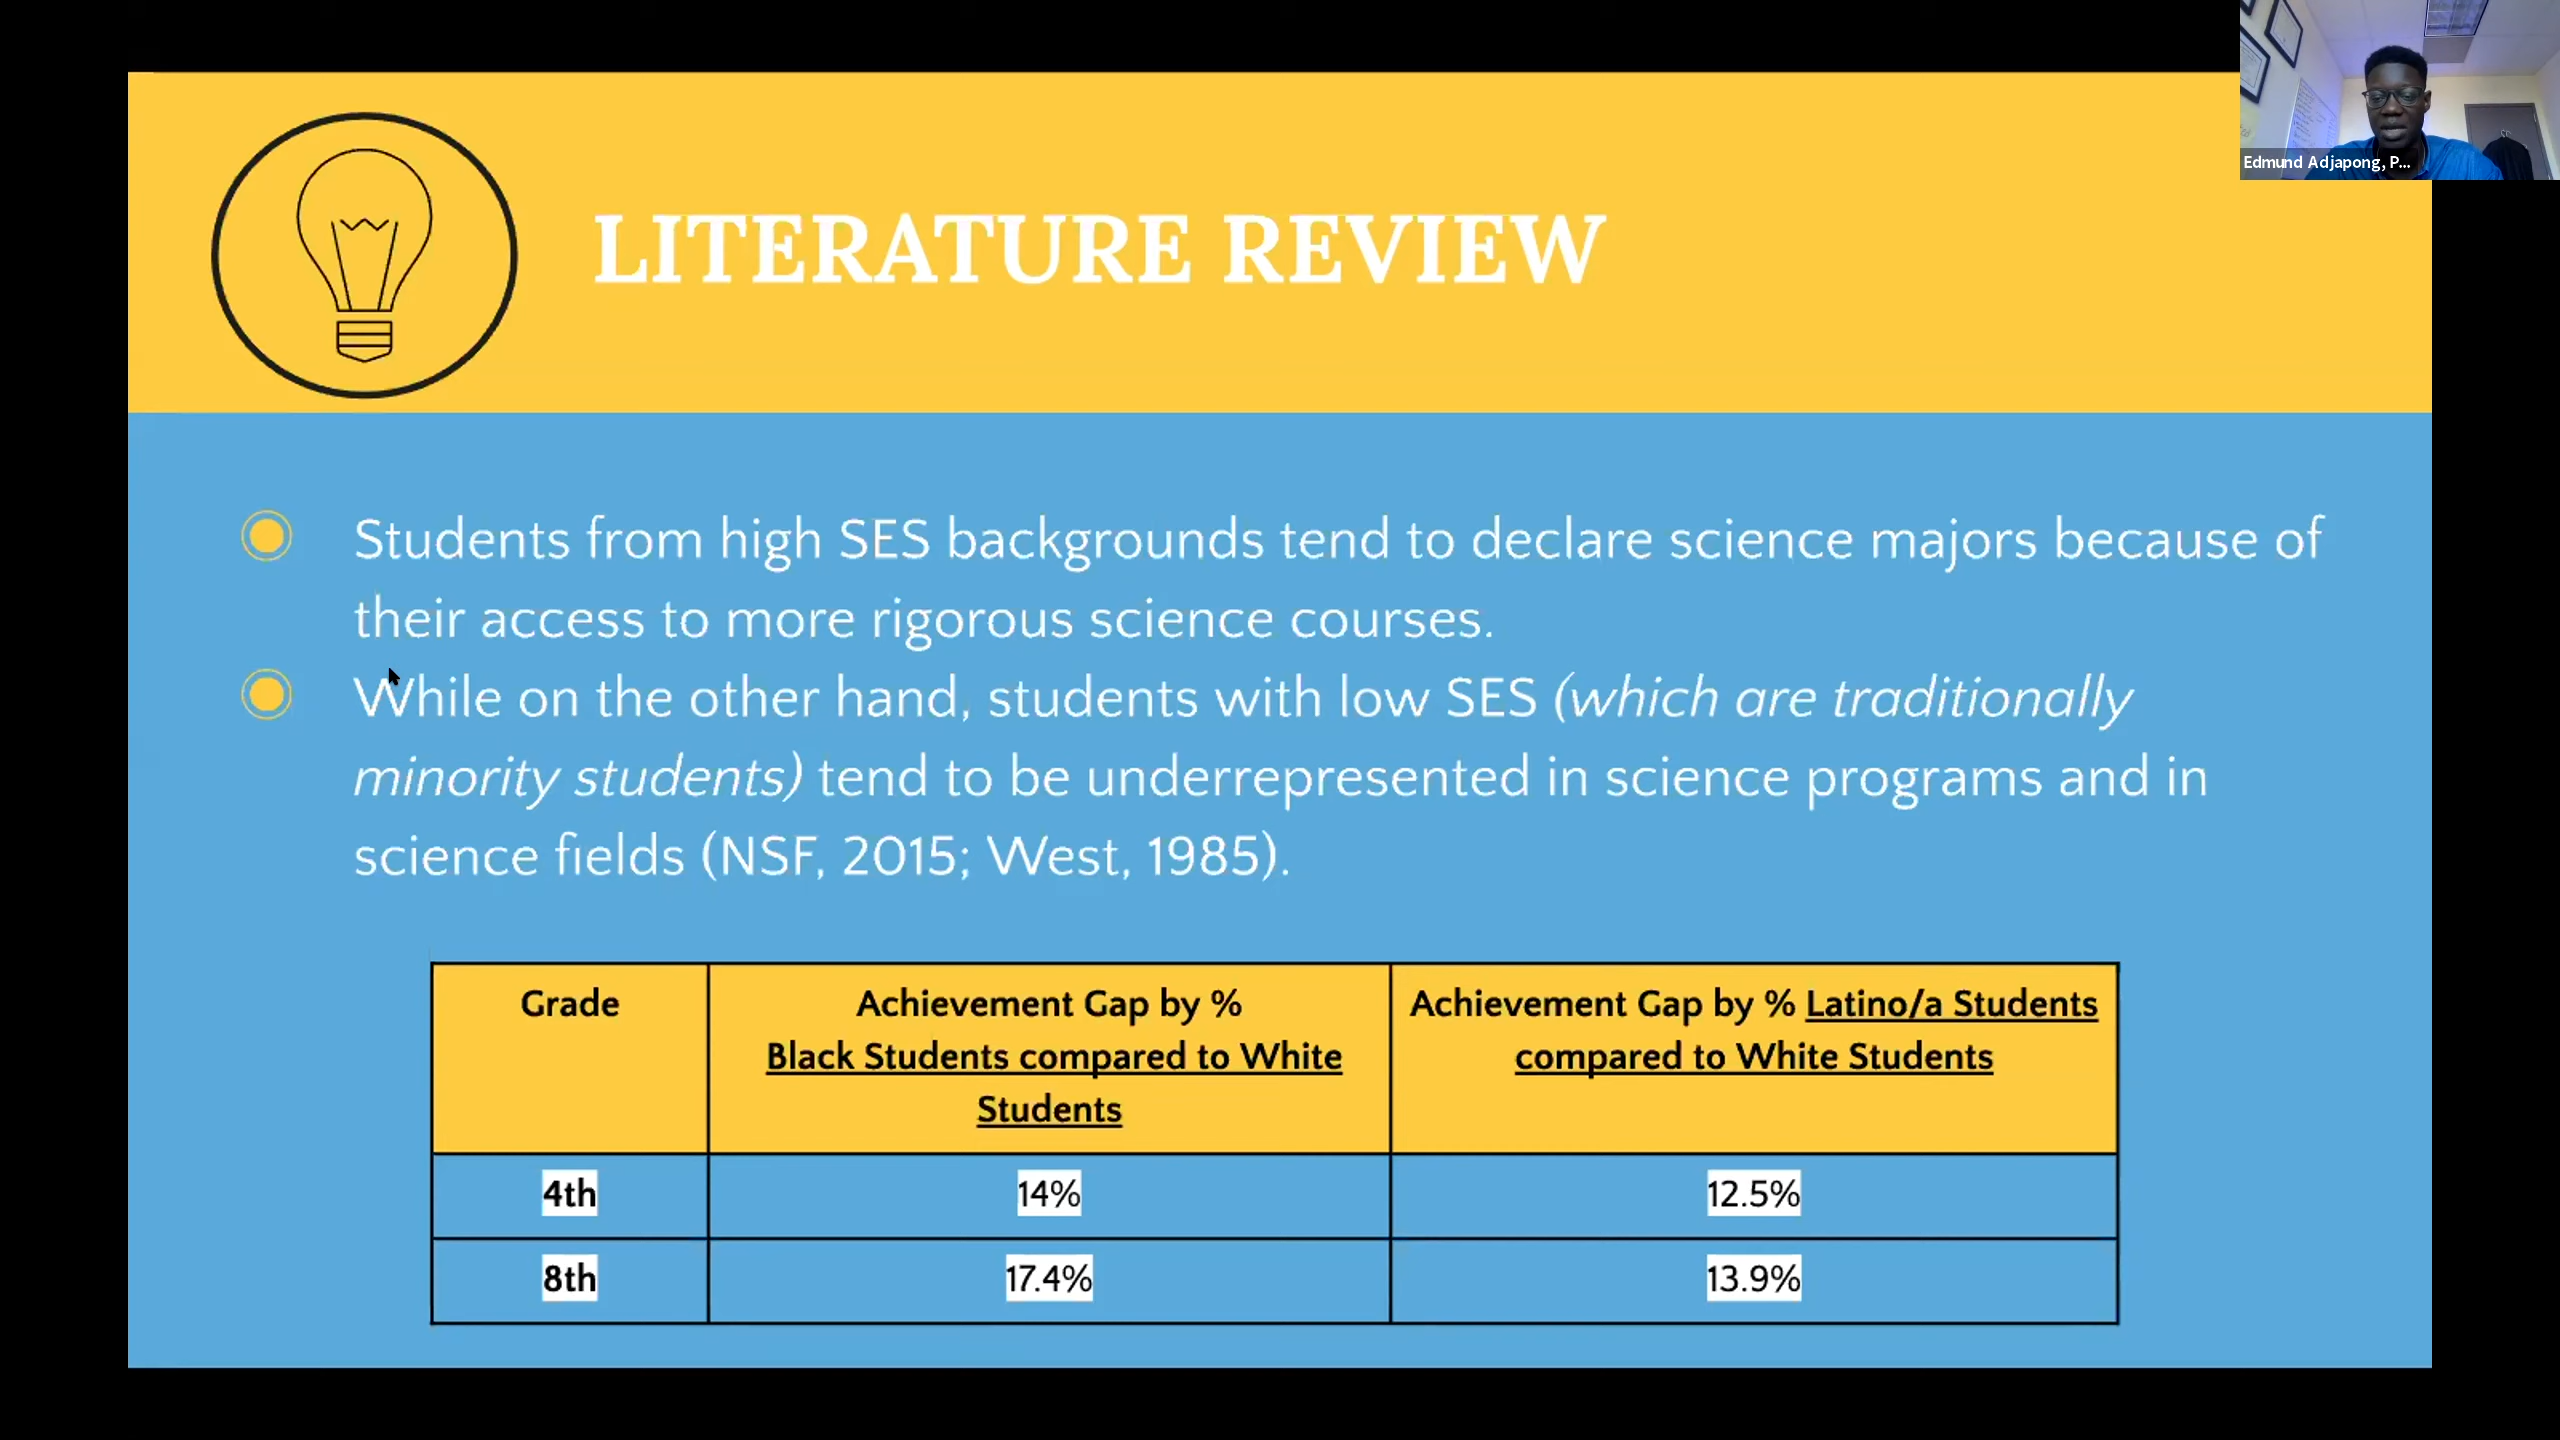 Edmund Adjapong, P...
LITERATURE REVIEW
Students from high SES backgrounds tend to declare science majors because of
their access to more rigorous science courses.
While on the other hand, students with low SES (which are traditionally
minority students) tend to be underrepresented in science programs and in
science fields (NSF, 2015; West, 1985).
Grade
Achievement Gap by %
Black Students compared to White
Students
Achievement Gap by % Latino/a Students
compared to White Students
4th
14%
12.5%
8th
17.4%
13.9%